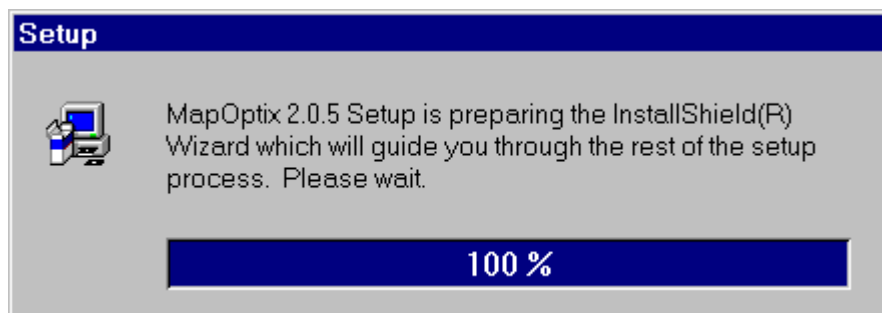 Setup
MapOptix 2.0.5 Setup is preparing the InstallShield(R)
Wizard which will guide you through the rest of the setup
process.  Please wait.
100 %